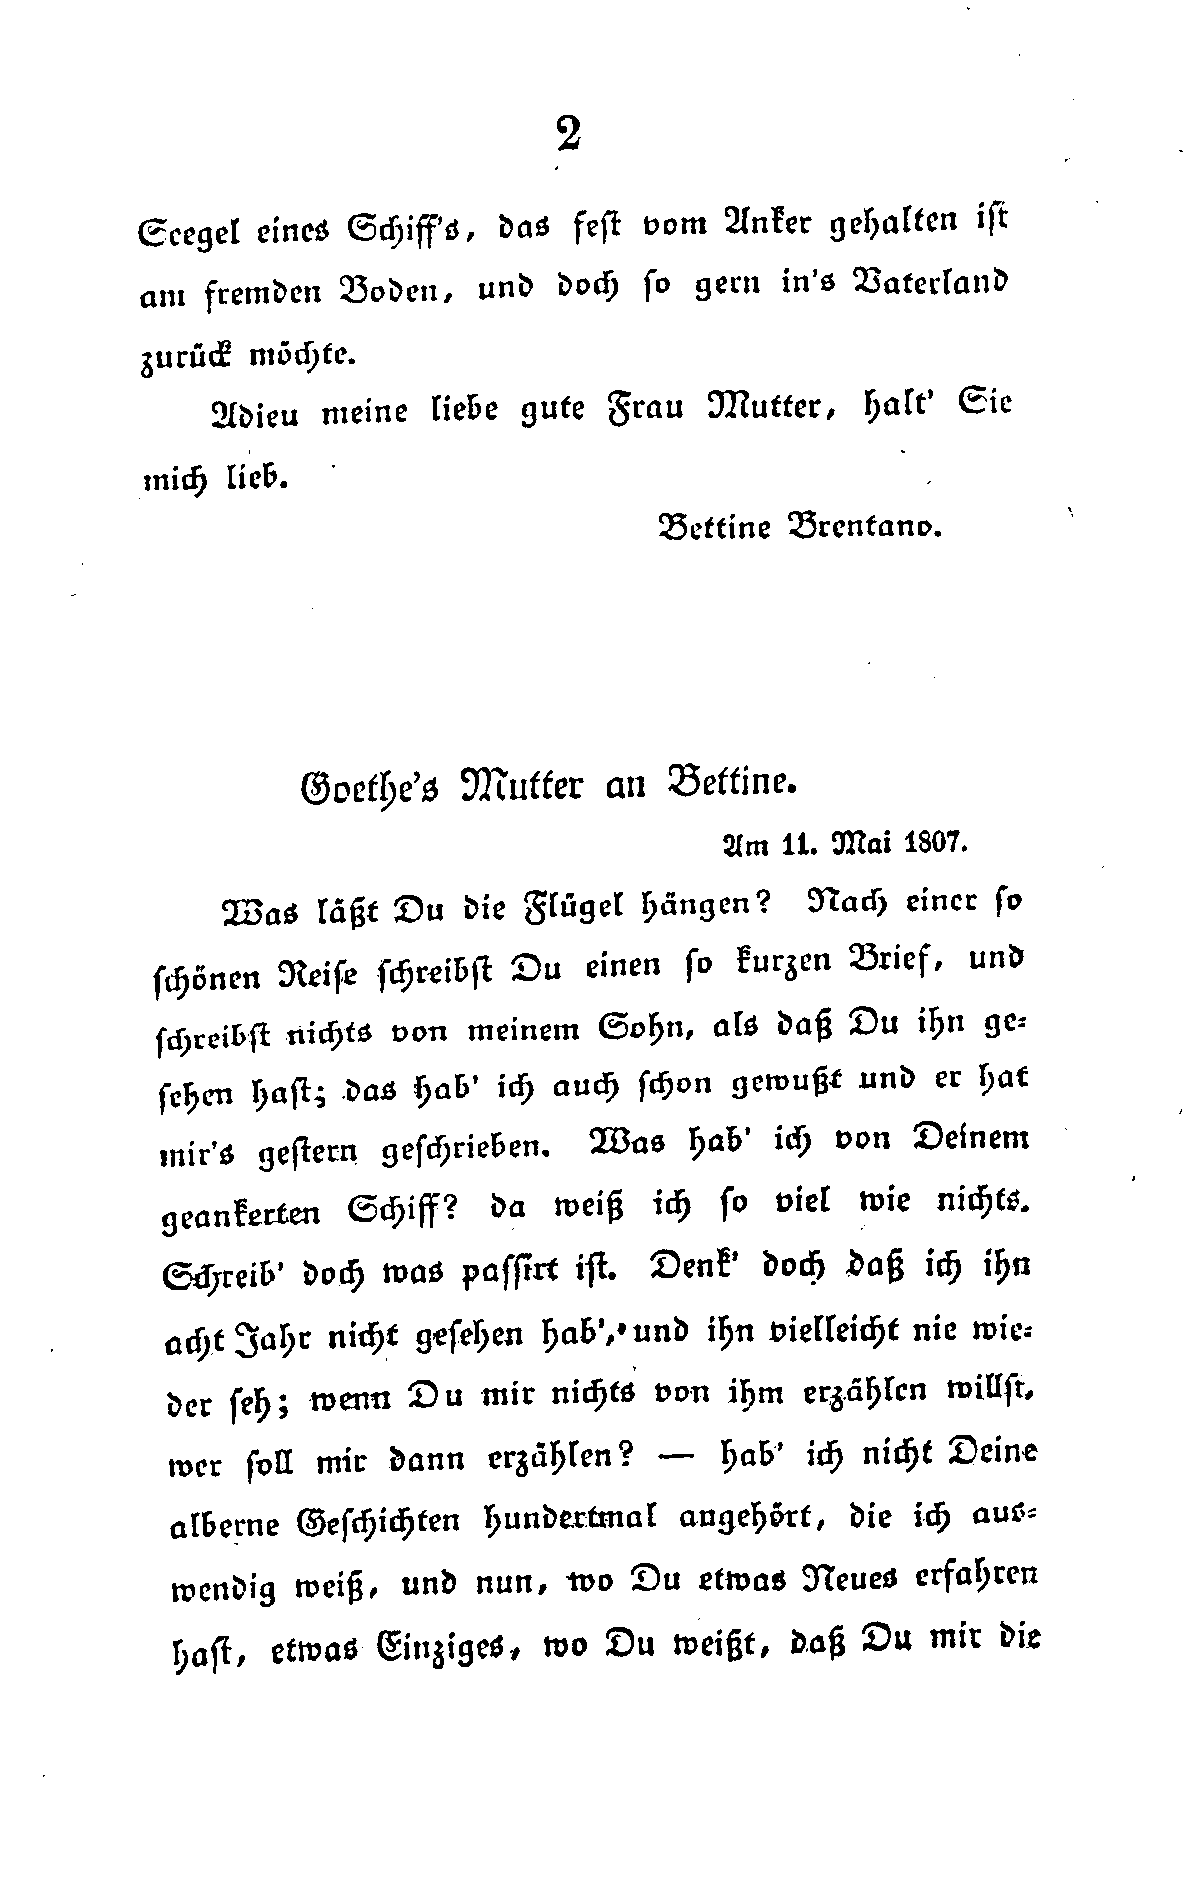 2
Seegel eines Schiff's, das fest vom Anker gehalten ist
am fremden Boden, und doch so gern in's Vaterland
zurück möchte.
Adieu meine liebe gute Frau Mutter, halt' Sie
mich lieb.
Bettine Brentano.
Goethe's Mutter an Bettine.
Am 11. Mai 1807.
Was läßt Du die Flügel hängen? Nach einer so
schönen Reise schreibst Du einen so kurzen Brief, und
schreibst nichts von meinem Sohn, als daß Du ihn ge-
sehen hast; das hab' ich auch schon gewußt und er hat
mir's gestern geschrieben. Was hab' ich von Deinem
geankerten Schiff? da weiß ich so viel wie nichts.
Schreib' doch was passirt ist. Denk' doch daß ich ihn
acht Jahr nicht gesehen hab', und ihn vielleicht nie wie-
der seh; wenn Du mir nichts von ihm erzählen willst,
wer soll mir dann erzählen? — hab' ich nicht Deine
alberne Geschichten hundertmal angehört, die ich aus-
wendig weiß, und nun, wo Du etwas Neues erfahren
hast, etwas Einziges, wo Du weißt, daß Du mir die